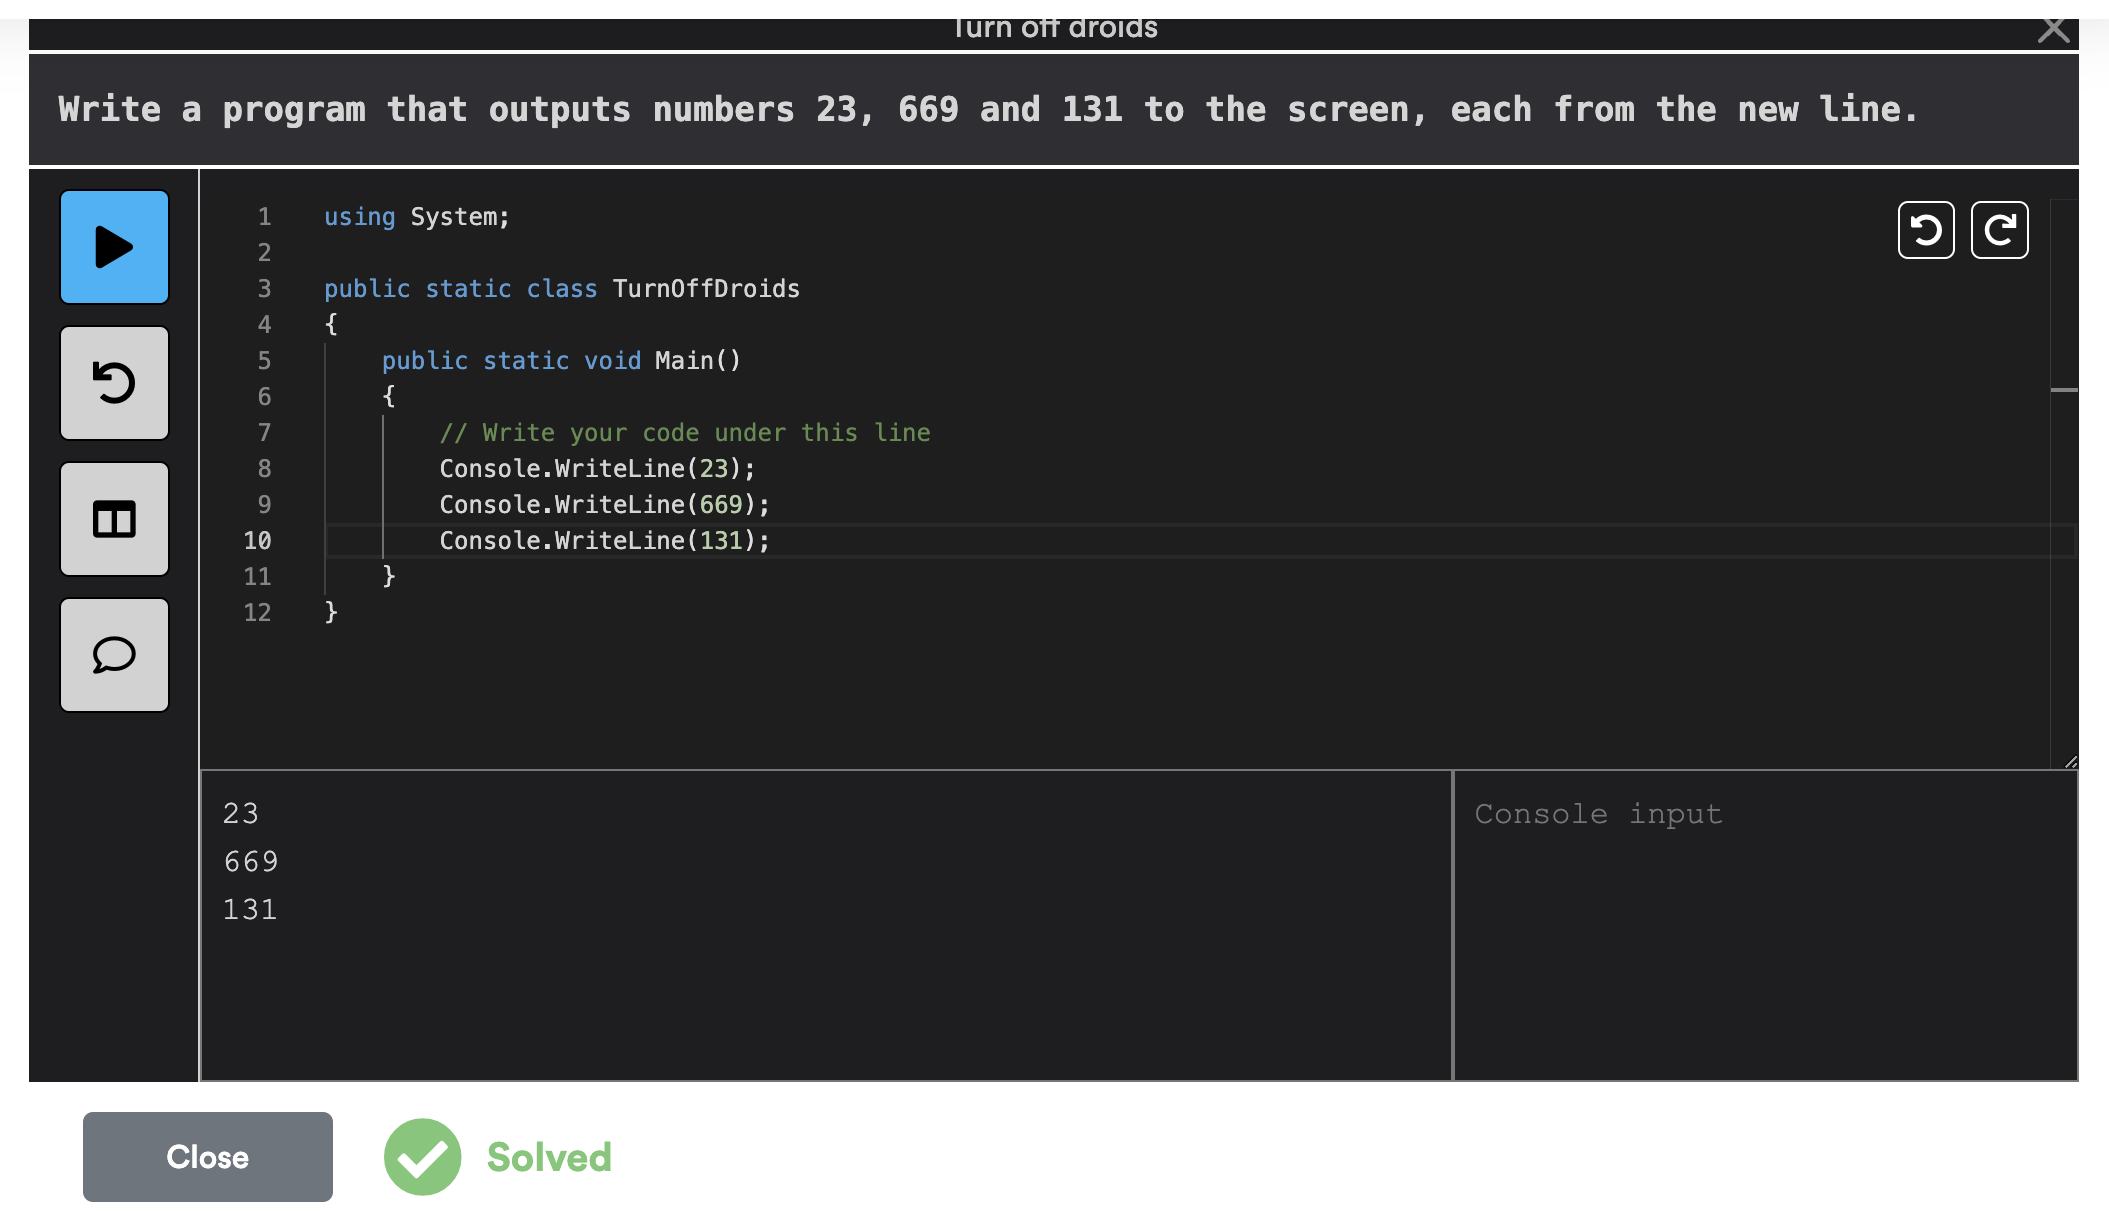 Turn off droids
Write a program that outputs numbers 23, 669 and 131 to the screen, each from the new line.
1 using System;
2
3 public static class TurnOffDroids
4 {
5 public static void Main()
6 {
7 // Write your code under this line
8 Console.WriteLine(23);
9 Console.WriteLine(669);
10 Console.WriteLine(131);
11 }
12 }
23
669
131
Console input
Close
Solved